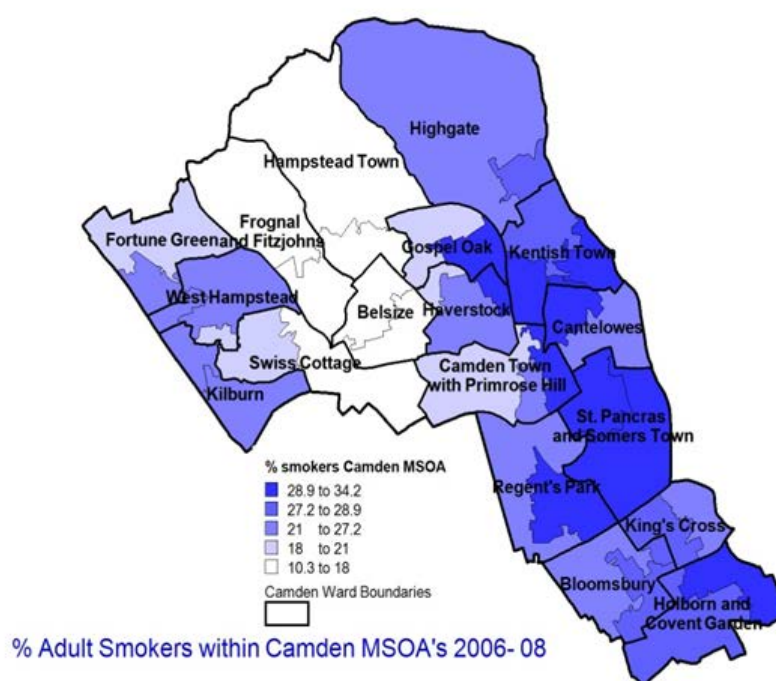 Highgate
Hampstead Town
Frognal
and Fitzjohns
Fortune Green
Gospel Oak
Kentish Town
West Hampstead
Belsize
Haverstock
Cantelowes
Swiss Cottage
Camden Town
with Primrose Hill
Kilburn
St. Pancras
and Somers Town
Regent's Park
King's Cross
Bloomsbury
Holborn and
Covent Garden
% smokers Camden MSOA
28.9 to 34.2
27.2 to 28.9
21 to 27.2
18 to 21
10.3 to 18
Camden Ward Boundaries
% Adult Smokers within Camden MSOA's 2006- 08